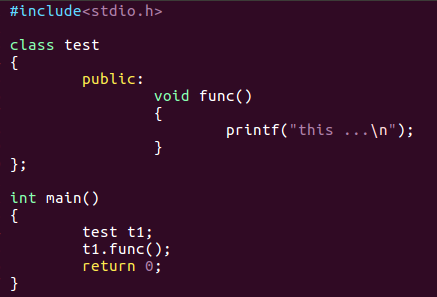 #include<stdio.h>
class test
{
public:
void func()
{
printf("this ...\n");
}
};
int main()
{
test t1;
t1.func();
return 0;
}